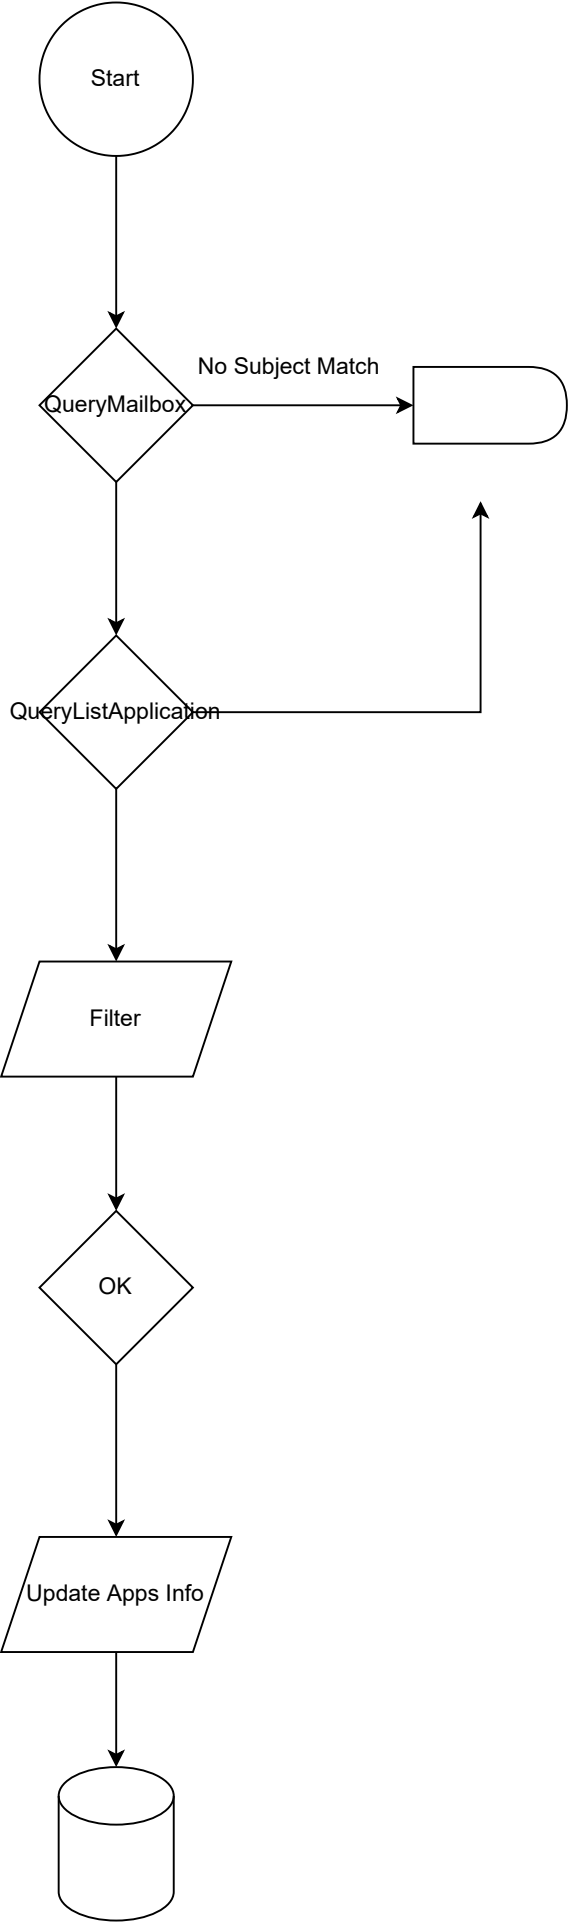 Start
No Subject Match
QueryMailbox
QueryListApplication
Filter
OK
Update Apps Info